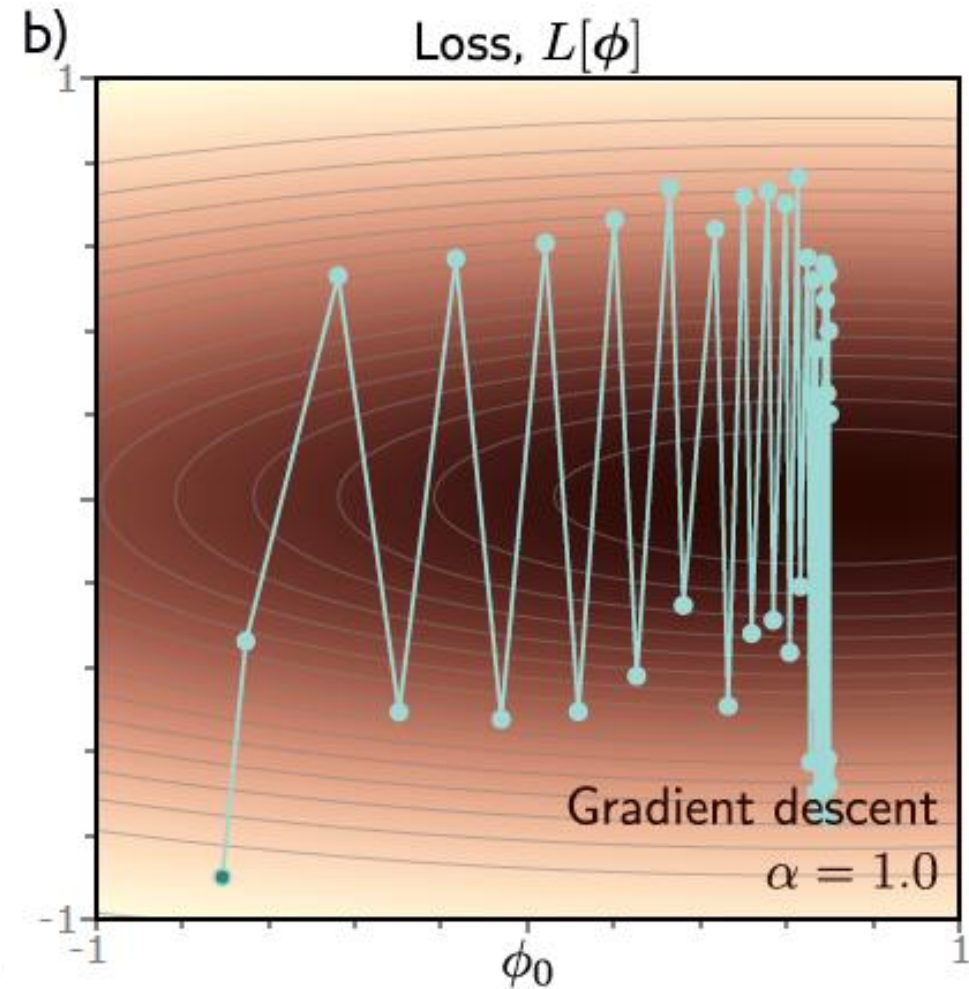 b)
Loss, L[ϕ]
1
Gradient descent
α = 1.0
-1
-1
ϕ₀
1